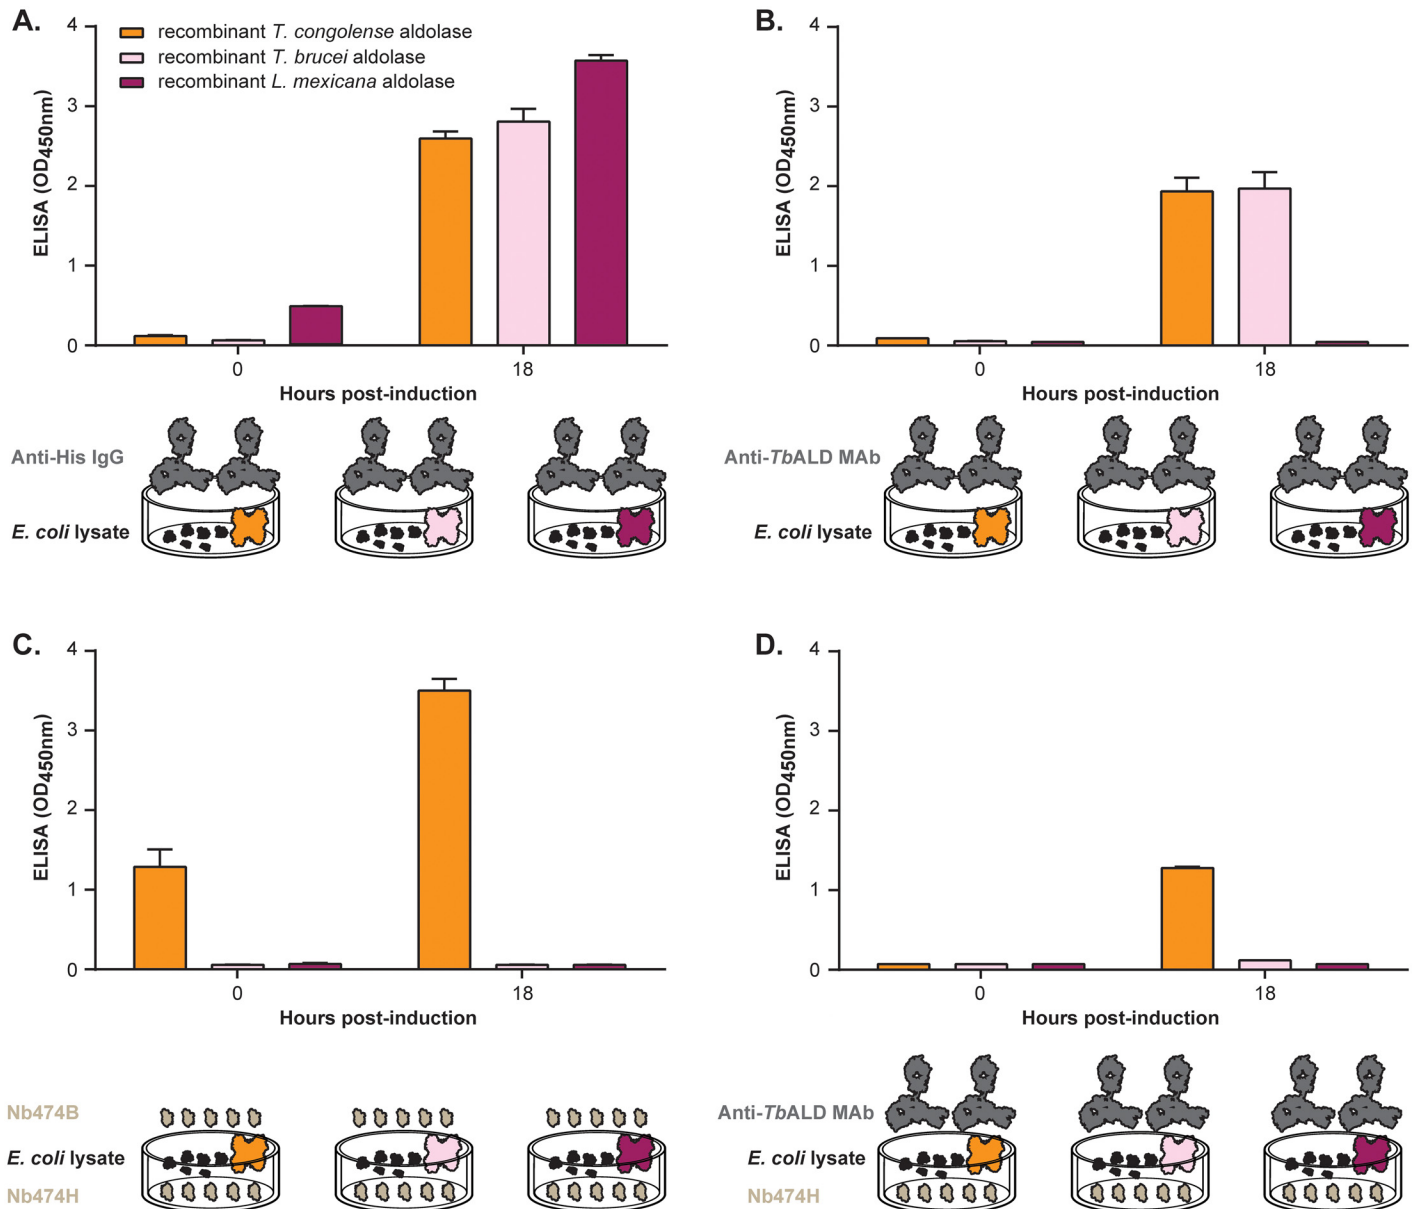 A.
4
3
2
1
0
ELISA (OD450nm)
recombinant T. congolense aldolase
recombinant T. brucei aldolase
recombinant L. mexicana aldolase
0
18
Hours post-induction
Anti-His IgG
E. coli lysate
B.
4
3
2
1
0
ELISA (OD450nm)
0
18
Hours post-induction
Anti-TbALD MAb
E. coli lysate
C.
4
3
2
1
0
ELISA (OD450nm)
0
18
Hours post-induction
Nb474B
E. coli lysate
Nb474H
D.
4
3
2
1
0
ELISA (OD450nm)
0
18
Hours post-induction
Anti-TbALD MAb
E. coli lysate
Nb474H